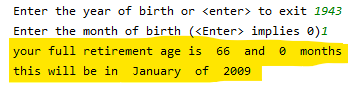 Enter the year of birth or <enter> to exit 1943
Enter the month of birth (<Enter> implies 0)1
your full retirement age is  66  and  0  months
this will be in  January  of  2009